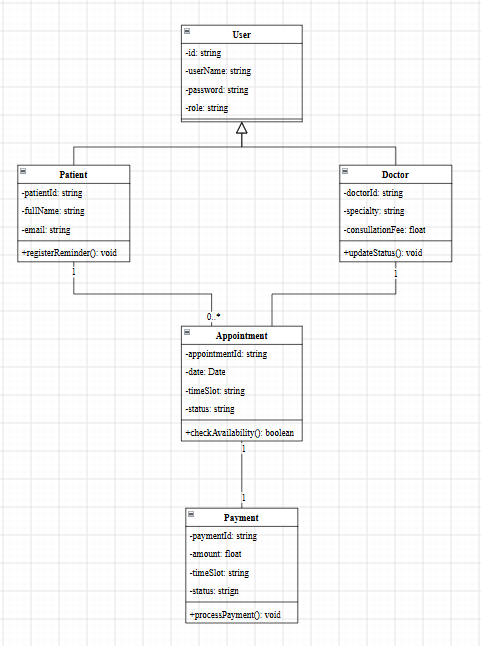 User
-id: string
-userName: string
-password: string
-role: string
Patient
-patientId: string
-fullName: string
-email: string
+registerReminder(): void
1
Doctor
-doctorId: string
-specialty: string
-consullationFee: float
+updateStatus(): void
1
0..*
Appointment
-appointmentId: string
-date: Date
-timeSlot: string
-status: string
+checkAvailability(): boolean
1
1
Payment
-paymentId: string
-amount: float
-timeSlot: string
-status: strign
+processPayment(): void